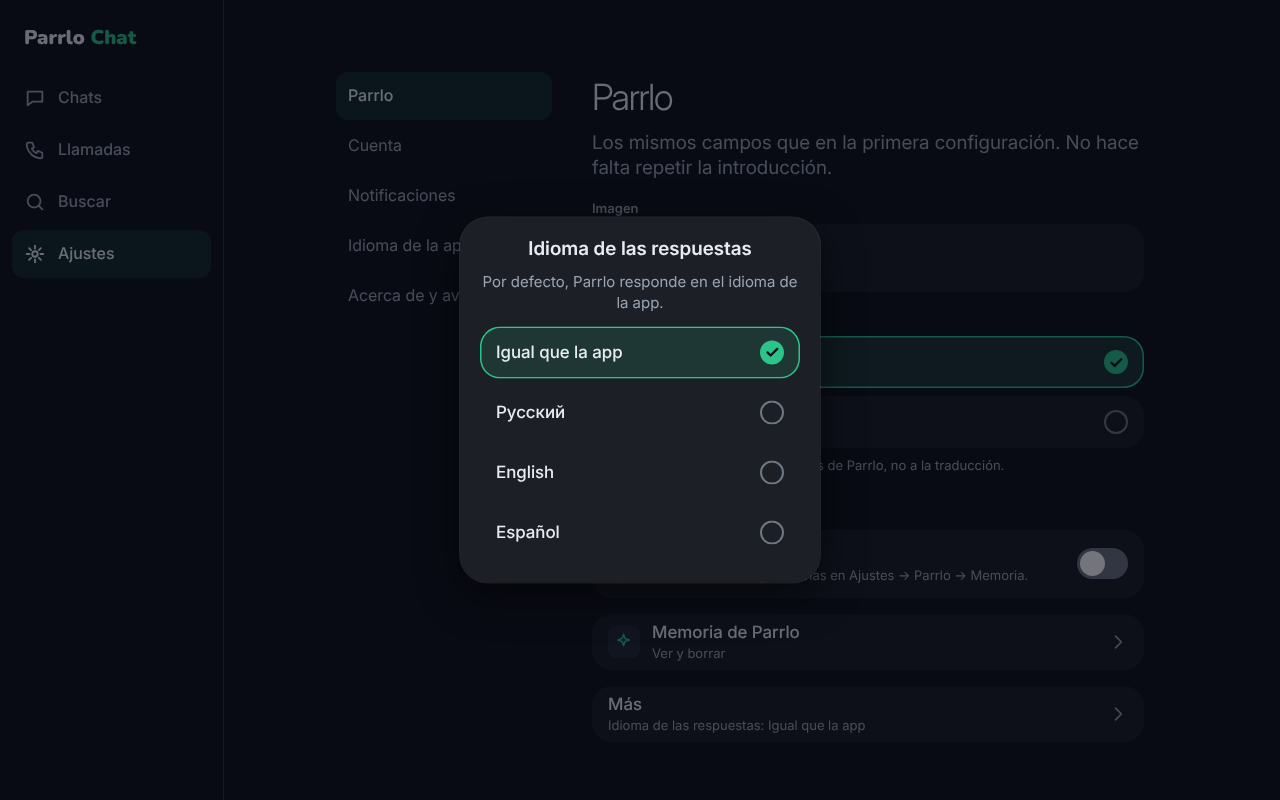 Parrlo Chat
Chats
Llamadas
Buscar
Ajustes
Parrlo
Cuenta
Notificaciones
Idioma de la ap
Acerca de y av
Parrlo
Los mismos campos que en la primera configuración. No hace
falta repetir la introducción.
Imagen
Idioma de las respuestas
Por defecto, Parrlo responde en el idioma de
la app.
Igual que la app
Русский
English
Español
de Parrlo, no a la traducción.
en Ajustes → Parrlo → Memoria.
Memoria de Parrlo
Ver y borrar
Más
Idioma de las respuestas: Igual que la app